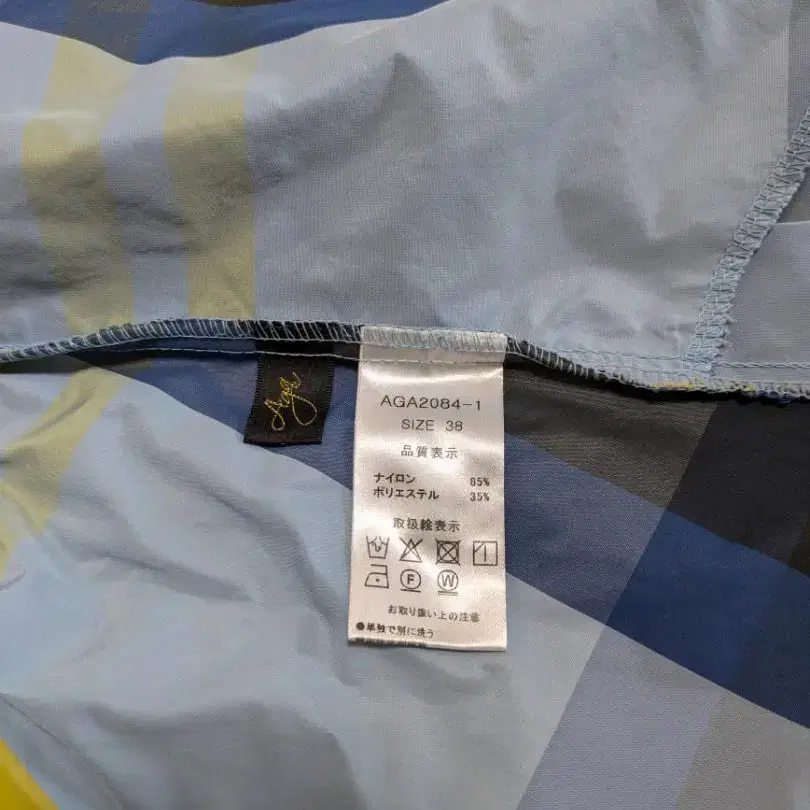 Aga
AGA2084-1
SIZE 38
品質表示
ナイロン 65%
ポリエステル 35%
取扱絵表示
F W
お取り扱い上の注意
●単独で別に洗う